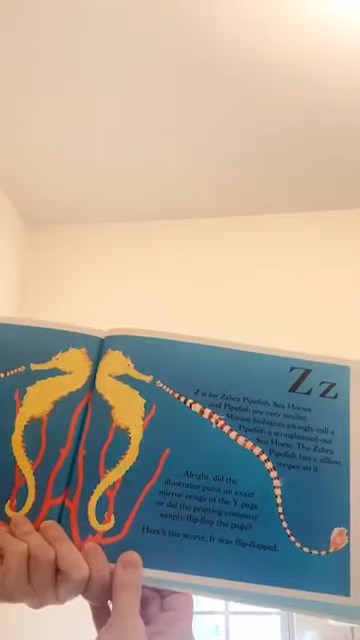 Zz
Z is for Zebra Pipefish. Sea Horses
and Pipefish are very similar.
Marine biologists jokingly call a
Pipefish a straightened-out
Sea Horse. The Zebra
Pipefish has a zillion
stripes on it.
Alright, did the
illustrator paint an exact
mirror image of the Y page
or did the printing company
simply flip-flop the page?
Here's the secret. It was flip-flopped.